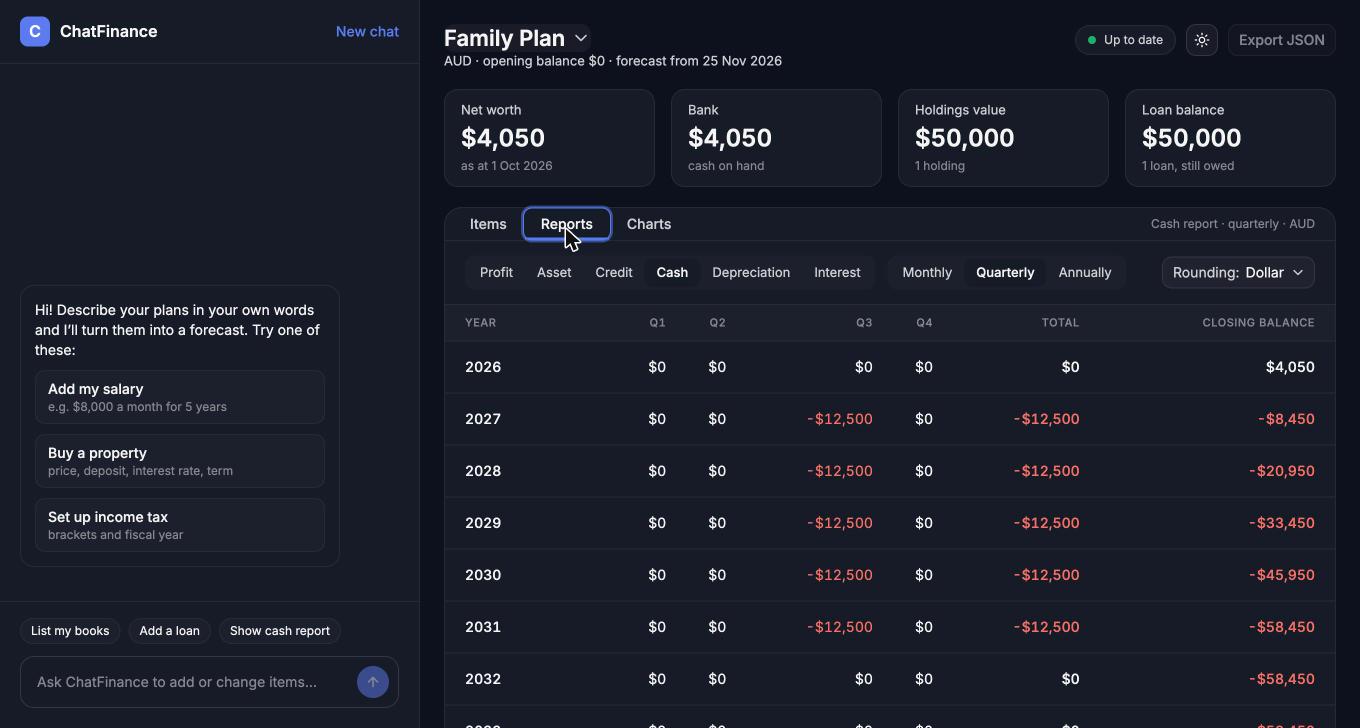 C ChatFinance New chat
Hi! Describe your plans in your own words
and I'll turn them into a forecast. Try one of
these:
Add my salary
e.g. $8,000 a month for 5 years
Buy a property
price, deposit, interest rate, term
Set up income tax
brackets and fiscal year
List my books Add a loan Show cash report
Ask ChatFinance to add or change items...
Family Plan
AUD · opening balance $0 · forecast from 25 Nov 2026
Up to date Export JSON
Net worth
$4,050
as at 1 Oct 2026
Bank
$4,050
cash on hand
Holdings value
$50,000
1 holding
Loan balance
$50,000
1 loan, still owed
Items Reports Charts Cash report · quarterly · AUD
Profit Asset Credit Cash Depreciation Interest Monthly Quarterly Annually Rounding: Dollar
YEAR Q1 Q2 Q3 Q4 TOTAL CLOSING BALANCE
2026 $0 $0 $0 $0 $0 $4,050
2027 $0 $0 -$12,500 $0 -$12,500 -$8,450
2028 $0 $0 -$12,500 $0 -$12,500 -$20,950
2029 $0 $0 -$12,500 $0 -$12,500 -$33,450
2030 $0 $0 -$12,500 $0 -$12,500 -$45,950
2031 $0 $0 -$12,500 $0 -$12,500 -$58,450
2032 $0 $0 $0 $0 $0 -$58,450